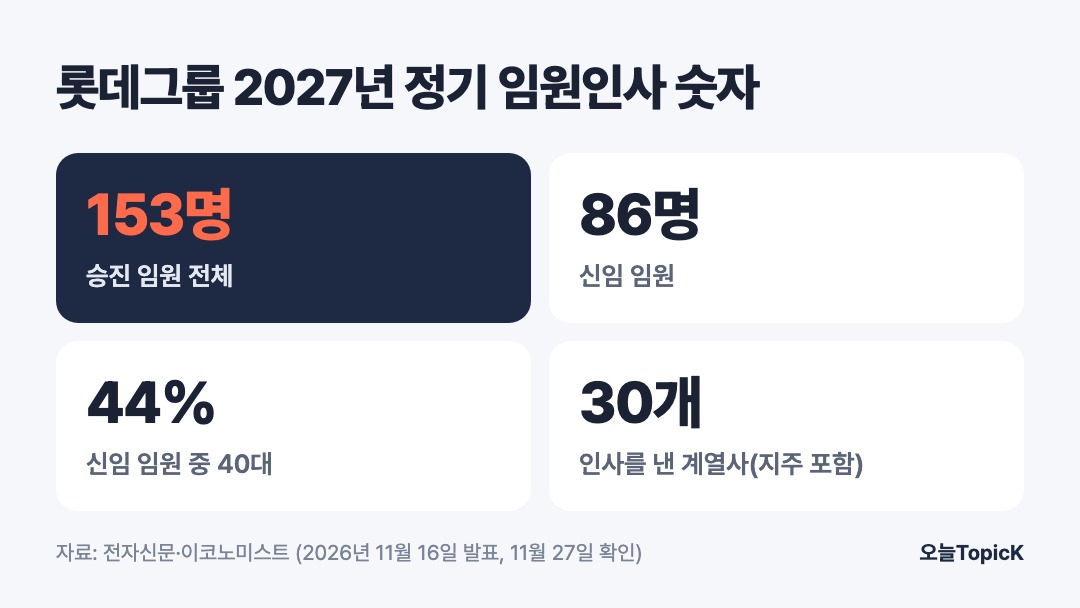 롯데그룹 2027년 정기 임원인사 숫자
153명
승진 임원 전체
86명
신임 임원
44%
신임 임원 중 40대
30개
인사를 낸 계열사(지주 포함)
자료: 전자신문·이코노미스트 (2026년 11월 16일 발표, 11월 27일 확인)
오늘TopicK